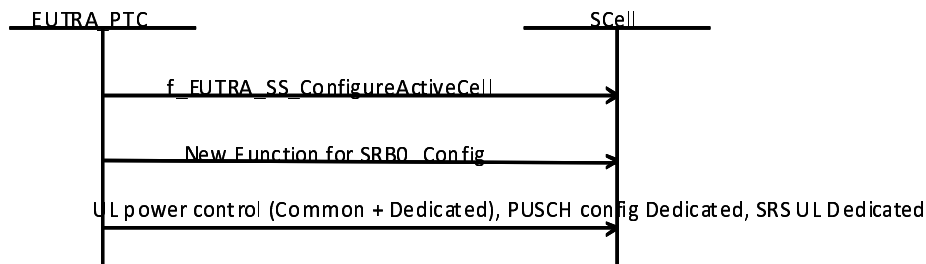 EUTRA_PTC
SCell
f_EUTRA_SS_ConfigureActiveCell
New Function for SRB0_Config
UL power control (Common + Dedicated), PUSCH config Dedicated, SRS UL Dedicated